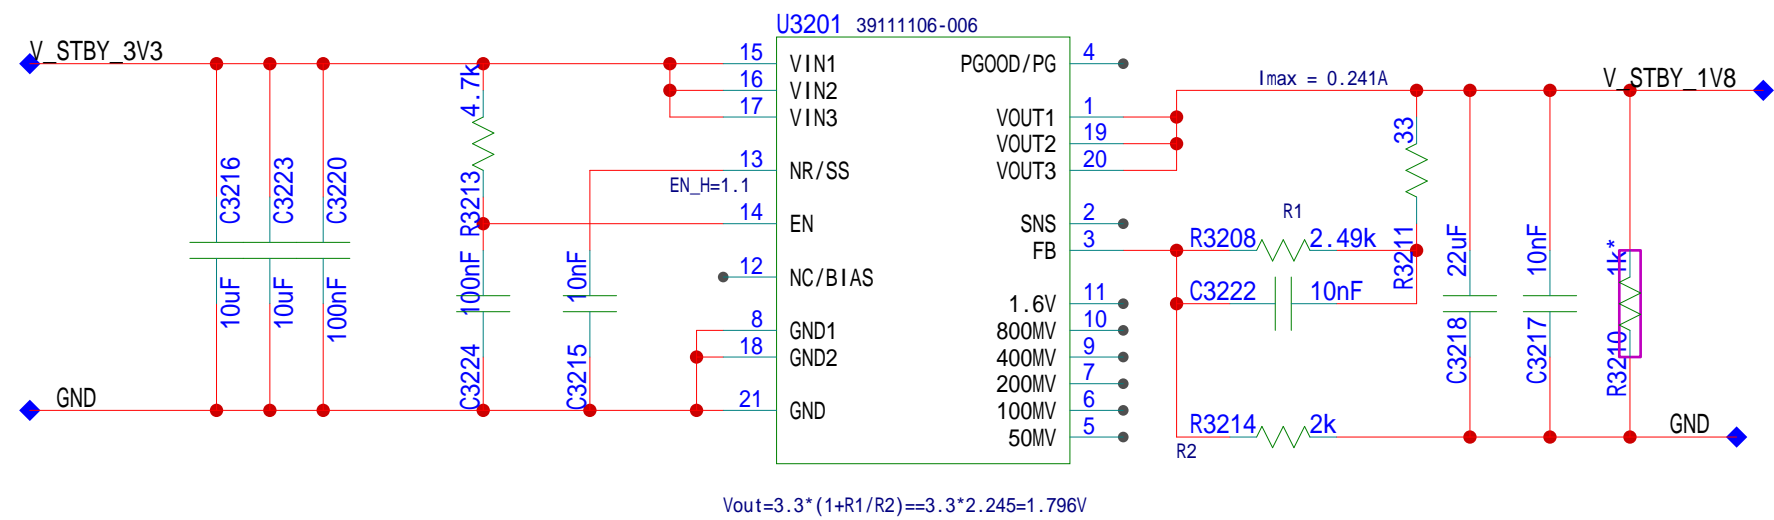 U3201 39111106-006
V_STBY_3V3
15 VIN1
16 VIN2
17 VIN3
13 NR/SS
EN_H=1.1
14 EN
12 NC/BIAS
8 GND1
18 GND2
21 GND
PGOOD/PG 4
VOUT1 1
VOUT2 19
VOUT3 20
SNS 2
FB 3
1.6V 11
800MV 10
400MV 9
200MV 7
100MV 6
50MV 5
C3216
10uF
C3223
10uF
C3220
100nF
4.7k
R3213
100nF
C3224
10nF
C3215
GND
Imax = 0.241A
V_STBY_1V8
33
R3211
R1
R3208 2.49k
C3222 10nF
R3214 2k
R2
22uF
C3218
10nF
C3217
1k*
R3210
GND
Vout=3.3*(1+R1/R2)==3.3*2.245=1.796V